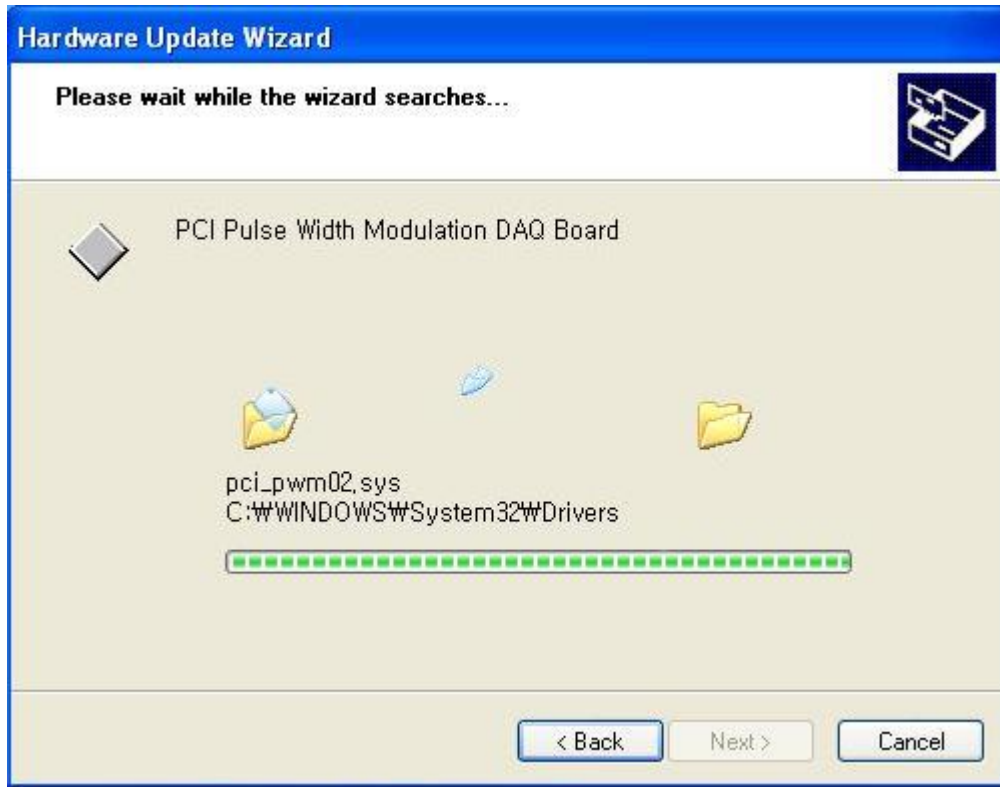 Hardware Update Wizard
Please wait while the wizard searches...
PCI Pulse Width Modulation DAQ Board
pci_pwm02.sys
C:₩WINDOWS₩System32₩Drivers
< Back
Next >
Cancel